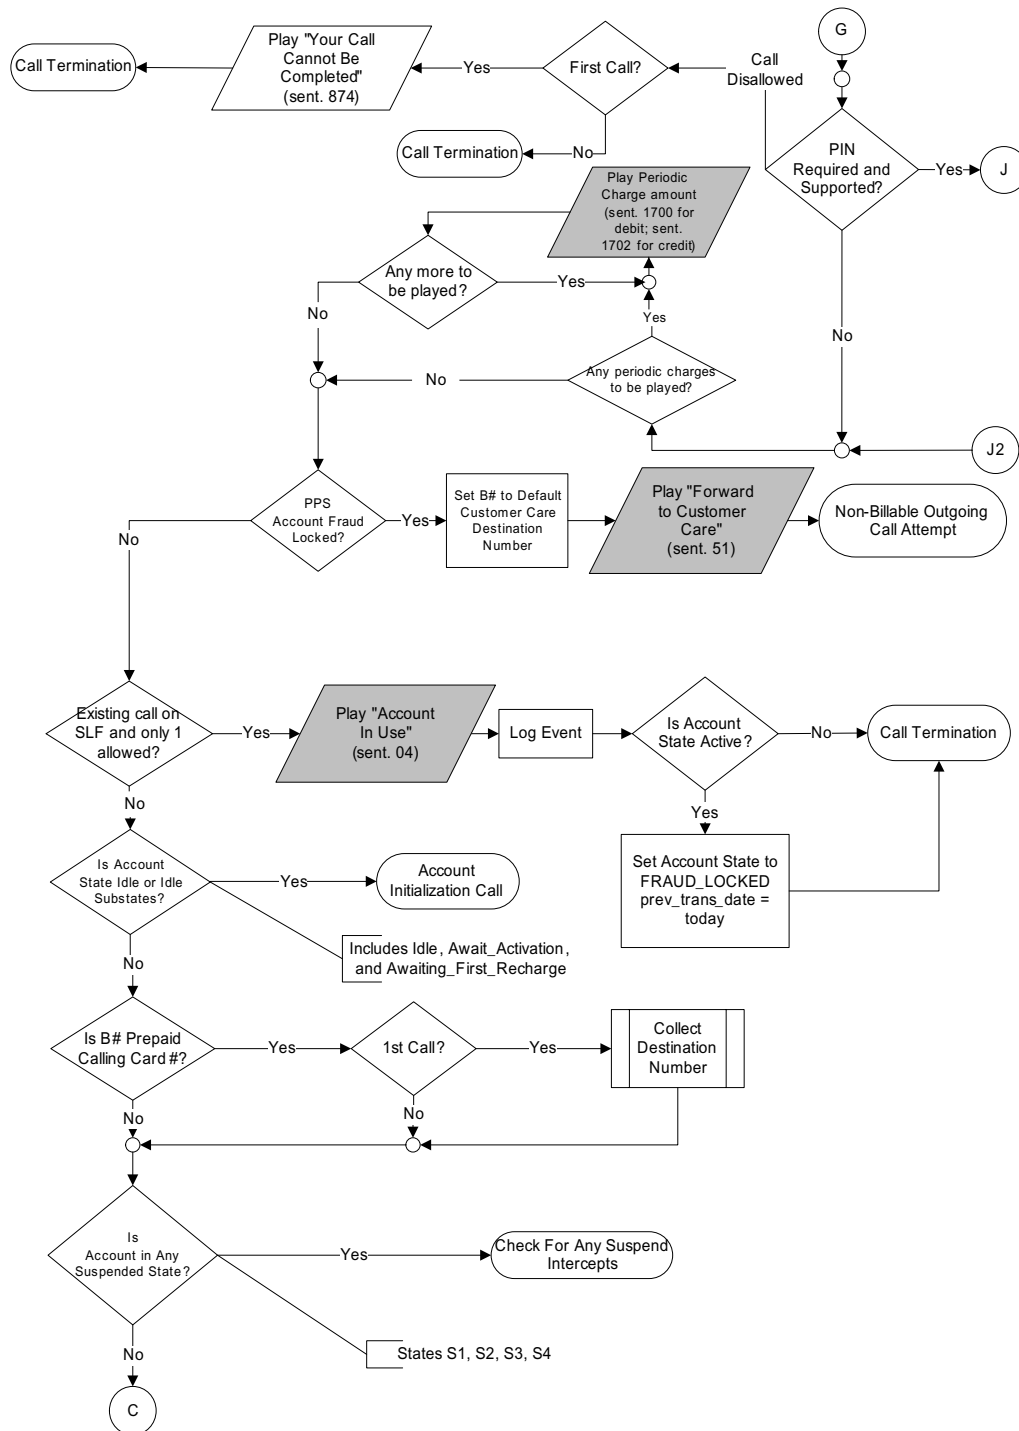 G
Play "Your Call
Cannot Be
Completed"
(sent. 874)
Call Termination
Yes
First Call?
Call
Disallowed
PIN
Required and
Supported?
Yes
J
No
Call Termination
Play Periodic
Charge amount
(sent. 1700 for
debit; sent.
1702 for credit)
Any more to
be played?
Yes
No
Yes
No
Any periodic charges
to be played?
No
J2
PPS
Account Fraud
Locked?
Yes
Set B# to Default
Customer Care
Destination
Number
Play "Forward
to Customer
Care"
(sent. 51)
Non-Billable Outgoing
Call Attempt
No
Existing call on
SLF and only 1
allowed?
Yes
Play "Account
In Use"
(sent. 04)
Log Event
Is Account
State Active?
No
Call Termination
No
Yes
Set Account State to
FRAUD_LOCKED
prev_trans_date =
today
Is Account
State Idle or Idle
Substates?
Yes
Account
Initialization Call
Includes Idle, Await_Activation,
and Awaiting_First_Recharge
No
Is B# Prepaid
Calling Card #?
Yes
1st Call?
Yes
Collect
Destination
Number
No
No
Is
Account in Any
Suspended State?
Yes
Check For Any Suspend
Intercepts
States S1, S2, S3, S4
No
C